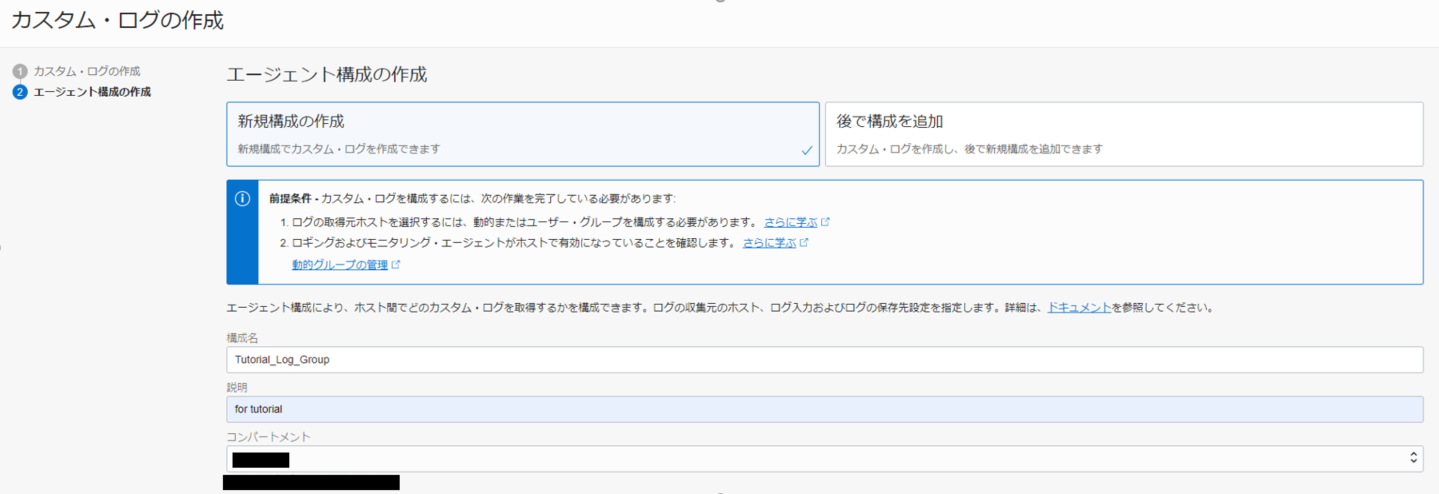 カスタム・ログの作成
1 カスタム・ログの作成
2 エージェント構成の作成
エージェント構成の作成
新規構成の作成
新規構成でカスタム・ログを作成できます
後で構成を追加
カスタム・ログを作成し、後で新規構成を追加できます
前提条件 - カスタム・ログを構成するには、次の作業を完了している必要があります:
1. ログの取得元ホストを選択するには、動的またはユーザー・グループを構成する必要があります。 さらに学ぶ
2. ロギングおよびモニタリング・エージェントがホストで有効になっていることを確認します。 さらに学ぶ
動的グループの管理
エージェント構成により、ホスト間でどのカスタム・ログを取得するかを構成できます。ログの収集元のホスト、ログ入力およびログの保存先設定を指定します。詳細は、ドキュメントを参照してください。
構成名
Tutorial_Log_Group
説明
for tutorial
コンパートメント